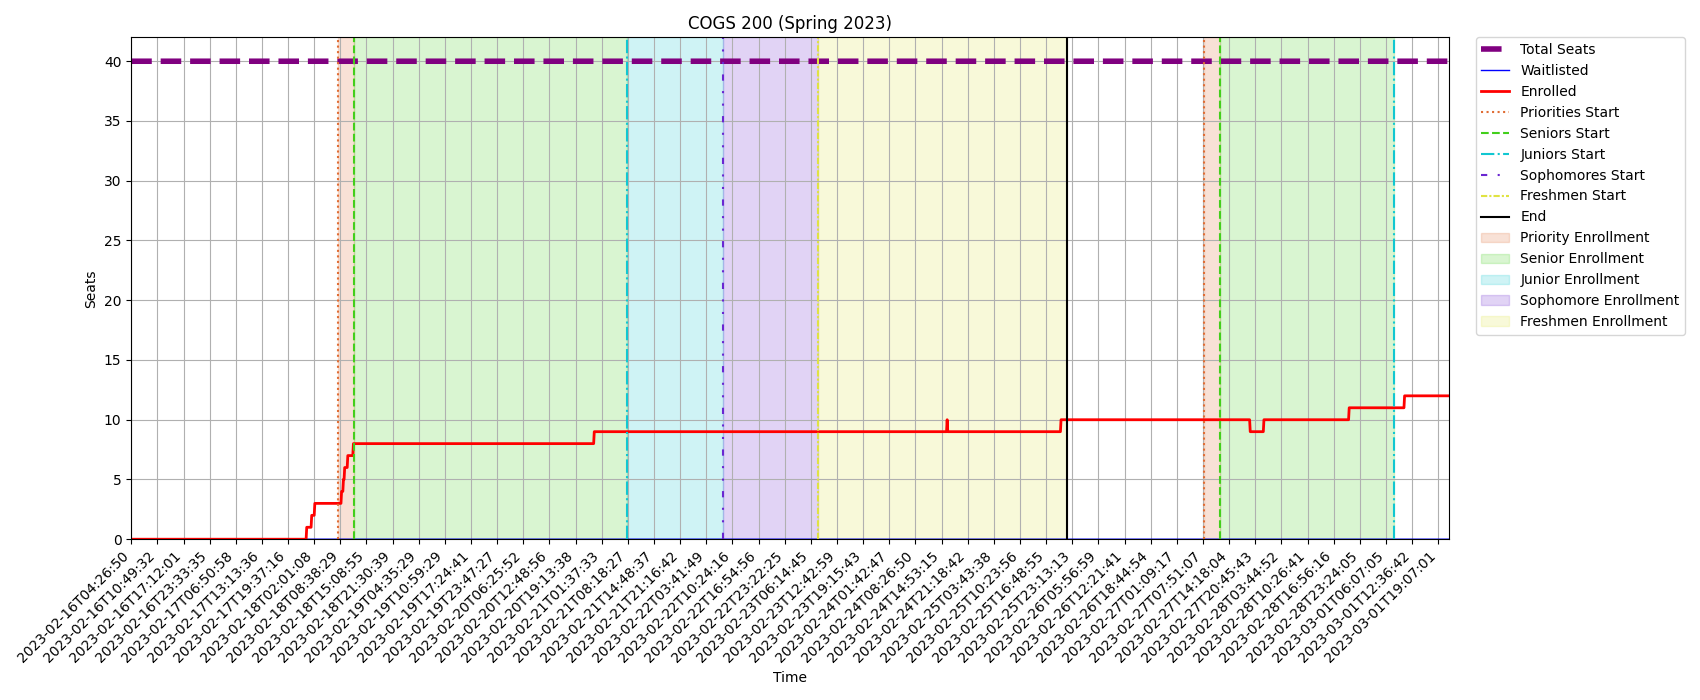 COGS 200 (Spring 2023)
40
35
30
25
20
15
10
5
0
Seats
2023-02-16T04:26:50
2023-02-16T10:49:32
2023-02-16T17:12:01
2023-02-16T23:33:35
2023-02-17T06:50:58
2023-02-17T13:13:36
2023-02-17T19:37:16
2023-02-18T02:01:08
2023-02-18T08:38:29
2023-02-18T15:08:55
2023-02-18T21:30:39
2023-02-19T04:35:29
2023-02-19T10:59:29
2023-02-19T17:24:41
2023-02-19T23:47:27
2023-02-20T06:25:52
2023-02-20T12:48:56
2023-02-20T19:13:38
2023-02-21T01:37:33
2023-02-21T08:18:27
2023-02-21T14:48:37
2023-02-21T21:16:42
2023-02-22T03:41:49
2023-02-22T10:24:16
2023-02-22T16:54:56
2023-02-22T23:22:25
2023-02-23T06:14:45
2023-02-23T12:42:59
2023-02-23T19:15:43
2023-02-24T01:42:47
2023-02-24T08:26:50
2023-02-24T14:53:15
2023-02-24T21:18:42
2023-02-25T03:43:38
2023-02-25T10:23:56
2023-02-25T16:48:55
2023-02-25T23:13:13
2023-02-26T05:56:59
2023-02-26T12:21:41
2023-02-26T18:44:54
2023-02-27T01:09:17
2023-02-27T07:51:07
2023-02-27T14:18:04
2023-02-27T20:45:43
2023-02-28T03:44:52
2023-02-28T10:26:41
2023-02-28T16:56:16
2023-02-28T23:24:05
2023-03-01T06:07:05
2023-03-01T12:36:42
2023-03-01T19:07:01
Time
Total Seats
Waitlisted
Enrolled
Priorities Start
Seniors Start
Juniors Start
Sophomores Start
Freshmen Start
End
Priority Enrollment
Senior Enrollment
Junior Enrollment
Sophomore Enrollment
Freshmen Enrollment